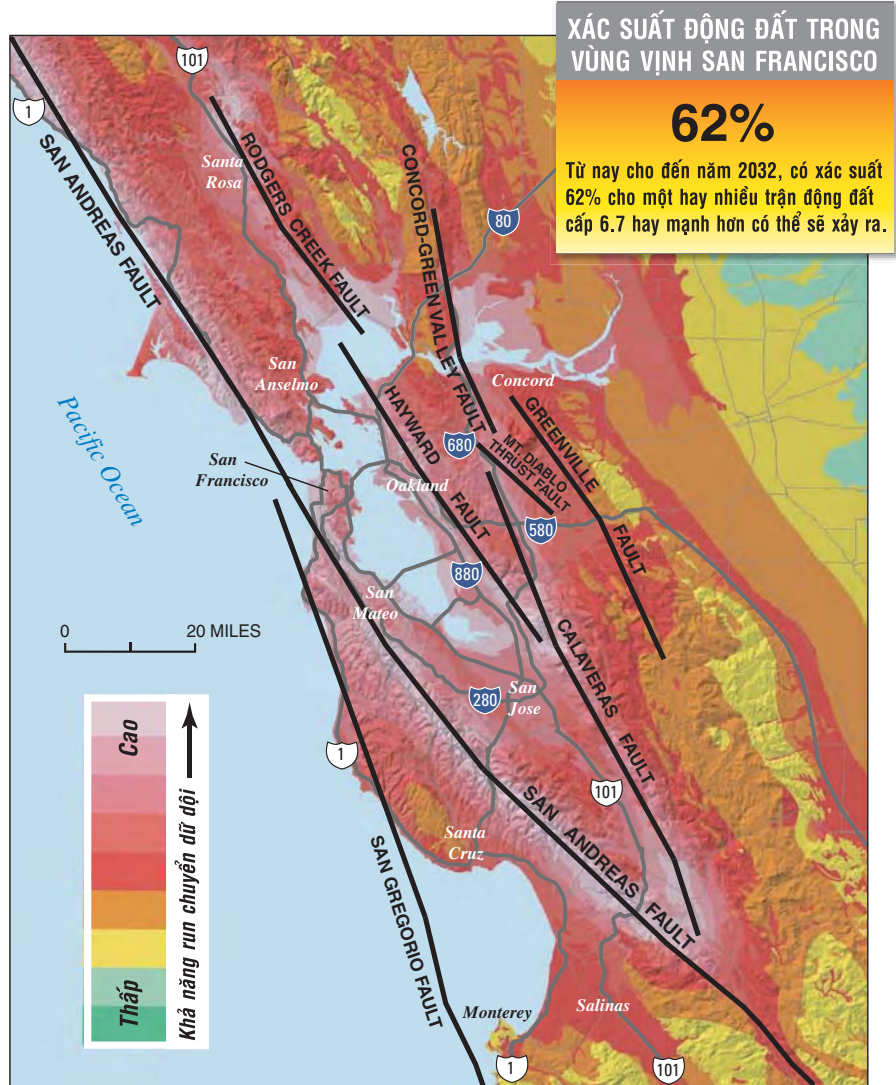 XÁC SUẤT ĐỘNG ĐẤT TRONG
VÙNG VỊNH SAN FRANCISCO
62%
Từ nay cho đến năm 2032, có xác suất
62% cho một hay nhiều trận động đất
cấp 6.7 hay mạnh hơn có thể sẽ xảy ra.
101
1
SAN ANDREAS FAULT
Santa
Rosa
RODGERS CREEK FAULT
CONCORD-GREEN VALLEY FAULT
80
San
Anselmo
Concord
Pacific Ocean
HAYWARD FAULT
680
MT. DIABLO
THRUST FAULT
GREENVILLE FAULT
San
Francisco
Oakland
580
880
San
Mateo
0 20 MILES
CALAVERAS FAULT
280
San
Jose
1
101
SAN ANDREAS FAULT
Santa
Cruz
SAN GREGORIO FAULT
Cao
Thấp
Khả năng run chuyển dữ dội
Monterey
Salinas
1
101